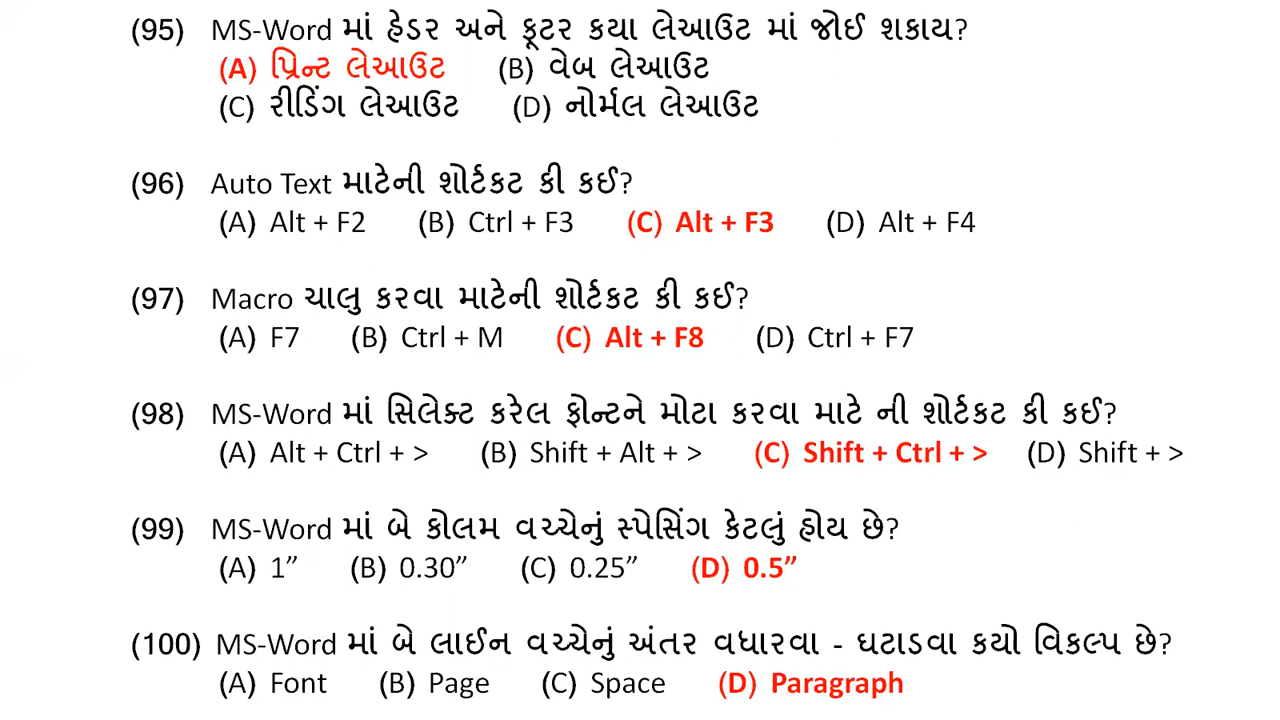 (95) MS-Word માં હેડર અને ફૂટર કયા લેઆઉટ માં જોઈ શકાય?
(A) પ્રિન્ટ લેઆઉટ (B) વેબ લેઆઉટ
(C) રીડિંગ લેઆઉટ (D) નોર્મલ લેઆઉટ
(96) Auto Text માટેની શોર્ટકટ કી કઈ?
(A) Alt + F2 (B) Ctrl + F3 (C) Alt + F3 (D) Alt + F4
(97) Macro ચાલુ કરવા માટેની શોર્ટકટ કી કઈ?
(A) F7 (B) Ctrl + M (C) Alt + F8 (D) Ctrl + F7
(98) MS-Word માં સિલેક્ટ કરેલ ફોન્ટને મોટા કરવા માટે ની શોર્ટકટ કી કઈ?
(A) Alt + Ctrl + > (B) Shift + Alt + > (C) Shift + Ctrl + > (D) Shift + >
(99) MS-Word માં બે કોલમ વચ્ચેનું સ્પેસિંગ કેટલું હોય છે?
(A) 1” (B) 0.30” (C) 0.25” (D) 0.5”
(100) MS-Word માં બે લાઈન વચ્ચેનું અંતર વધારવા - ઘટાડવા કયો વિકલ્પ છે?
(A) Font (B) Page (C) Space (D) Paragraph